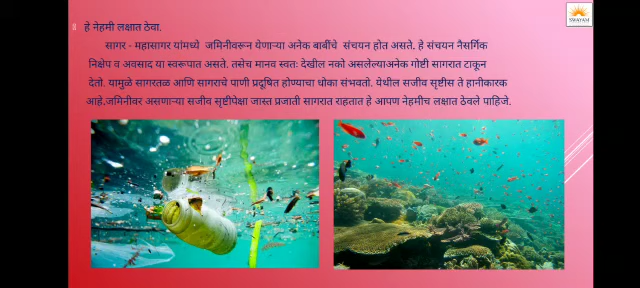 हे नेहमी लक्षात ठेवा.
सागर - महासागर यांमध्ये जमिनीवरून येणाऱ्या अनेक बाबींचे संचयन होत असते. हे संचयन नैसर्गिक
निक्षेप व अवसाद या स्वरूपात असते. तसेच मानव स्वतः देखील नको असलेल्याअनेक गोष्टी सागरात टाकून
देतो. यामुळे सागरतळ आणि सागराचे पाणी प्रदूषित होण्याचा धोका संभवतो. येथील सजीव सृष्टीस ते हानीकारक
आहे.जमिनीवर असणाऱ्या सजीव सृष्टीपेक्षा जास्त प्रजाती सागरात राहतात हे आपण नेहमीच लक्षात ठेवले पाहिजे.
SWAYAM